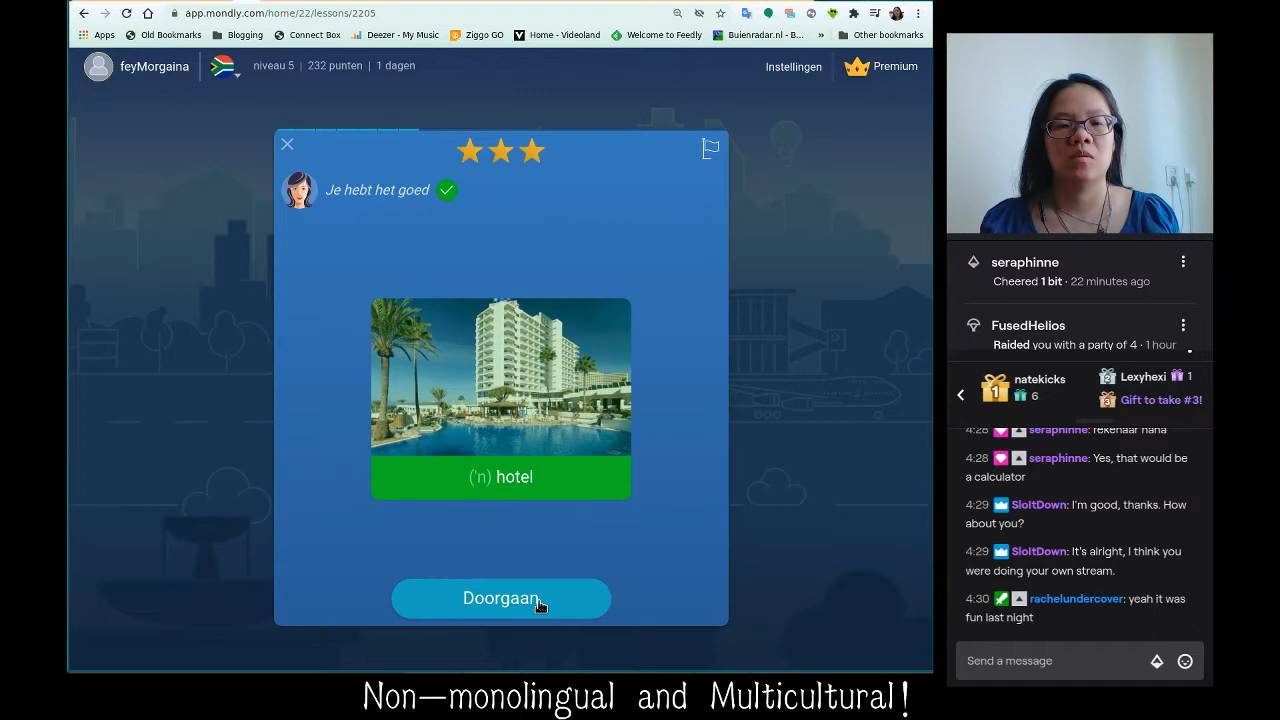 app.mondly.com/home/22/lessons/2205
Apps
Old Bookmarks
Blogging
Connect Box
Deezer - My Music
Ziggo GO
Home - Videoland
Welcome to Feedly
Buienradar.nl - B...
»
Other bookmarks
feyMorgaina
niveau 5 | 232 punten | 1 dagen
Instellingen
Premium
Je hebt het goed
('n) hotel
Doorgaan
seraphinne
Cheered 1 bit · 22 minutes ago
FusedHelios
Raided you with a party of 4 · 1 hour
1
natekicks
6
2 Lexyhexi 1
3 Gift to take #3!
4:28 seraphinne: rekenaar haha
4:28 seraphinne: Yes, that would be
a calculator
4:29 SloItDown: I'm good, thanks. How
about you?
4:29 SloItDown: It's alright, I think you
were doing your own stream.
4:30 rachelundercover: yeah it was
fun last night
Send a message
Non-monolingual and Multicultural!